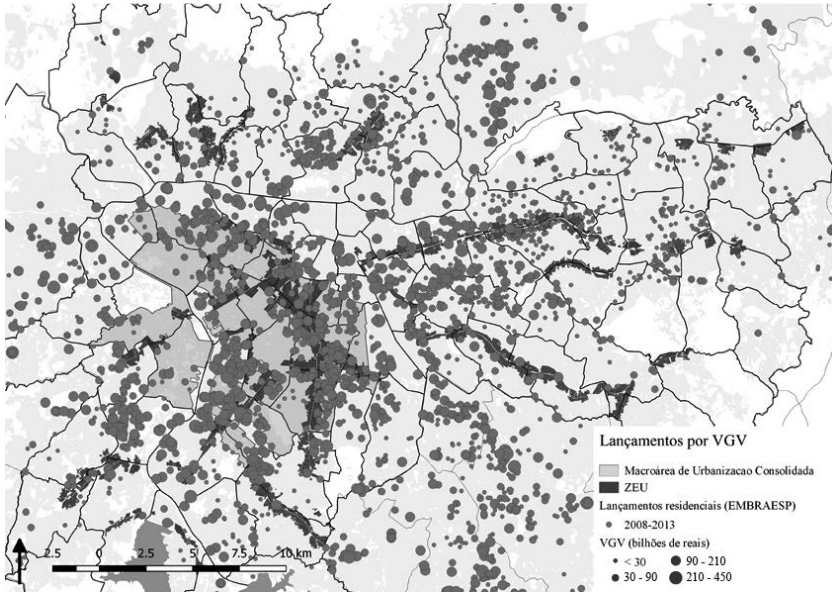 Lançamentos por VGV
Macroárea de Urbanizacao Consolidada
ZEU
Lançamentos residenciais (EMBRAESP)
2008-2013
VGV (bilhões de reais)
< 30 90 - 210
30 - 90 210 - 450
2.5 0 2.5 5 7.5 10 km